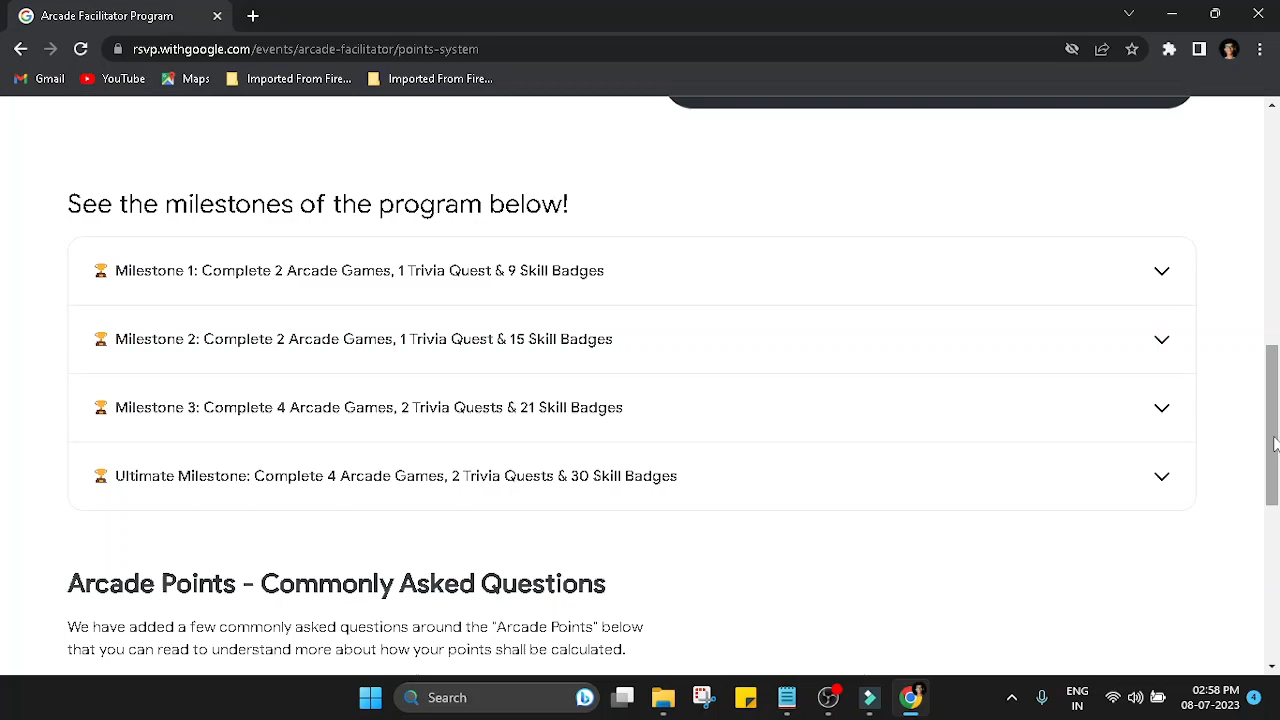 Arcade Facilitator Program
rsvp.withgoogle.com/events/arcade-facilitator/points-system
Gmail YouTube Maps Imported From Fire... Imported From Fire...
See the milestones of the program below!
Milestone 1: Complete 2 Arcade Games, 1 Trivia Quest & 9 Skill Badges
Milestone 2: Complete 2 Arcade Games, 1 Trivia Quest & 15 Skill Badges
Milestone 3: Complete 4 Arcade Games, 2 Trivia Quests & 21 Skill Badges
Ultimate Milestone: Complete 4 Arcade Games, 2 Trivia Quests & 30 Skill Badges
Arcade Points - Commonly Asked Questions
We have added a few commonly asked questions around the "Arcade Points" below
that you can read to understand more about how your points shall be calculated.
Search
ENG
IN
02:58 PM
08-07-2023
4